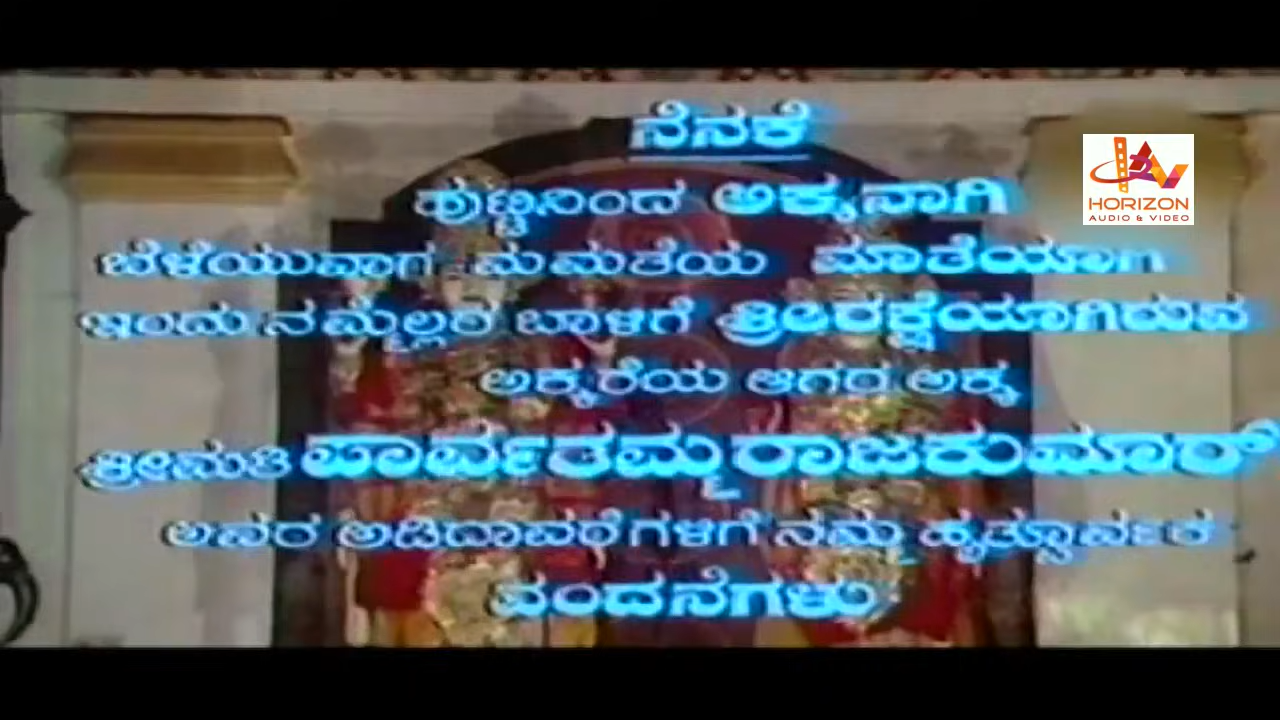 ನೆನಕೆ
HORIZON
AUDIO & VIDEO
ಹುಟ್ಟಿನಿಂದ ಅಕ್ಕನಾಗಿ
ಬೆಳೆಯುವಾಗ ಮಮತೆಯ ಮಾತೆಯಾಗಿ
ಇಂದು ನಮ್ಮೆಲ್ಲರ ಬಾಳಿಗೆ ಶ್ರೀರಕ್ಷೆಯಾಗಿರುವ
ಅಕ್ಕರೆಯ ಆಗರ ಅಕ್ಕ
ಶ್ರೀಮತಿ ಪಾರ್ವತಮ್ಮರಾಜಕುಮಾರ್
ಅವರ ಅಡಿದಾವರೆಗಳಿಗೆ ನಮ್ಮ ಹೃತ್ಪೂರ್ವಕ
ವಂದನೆಗಳು